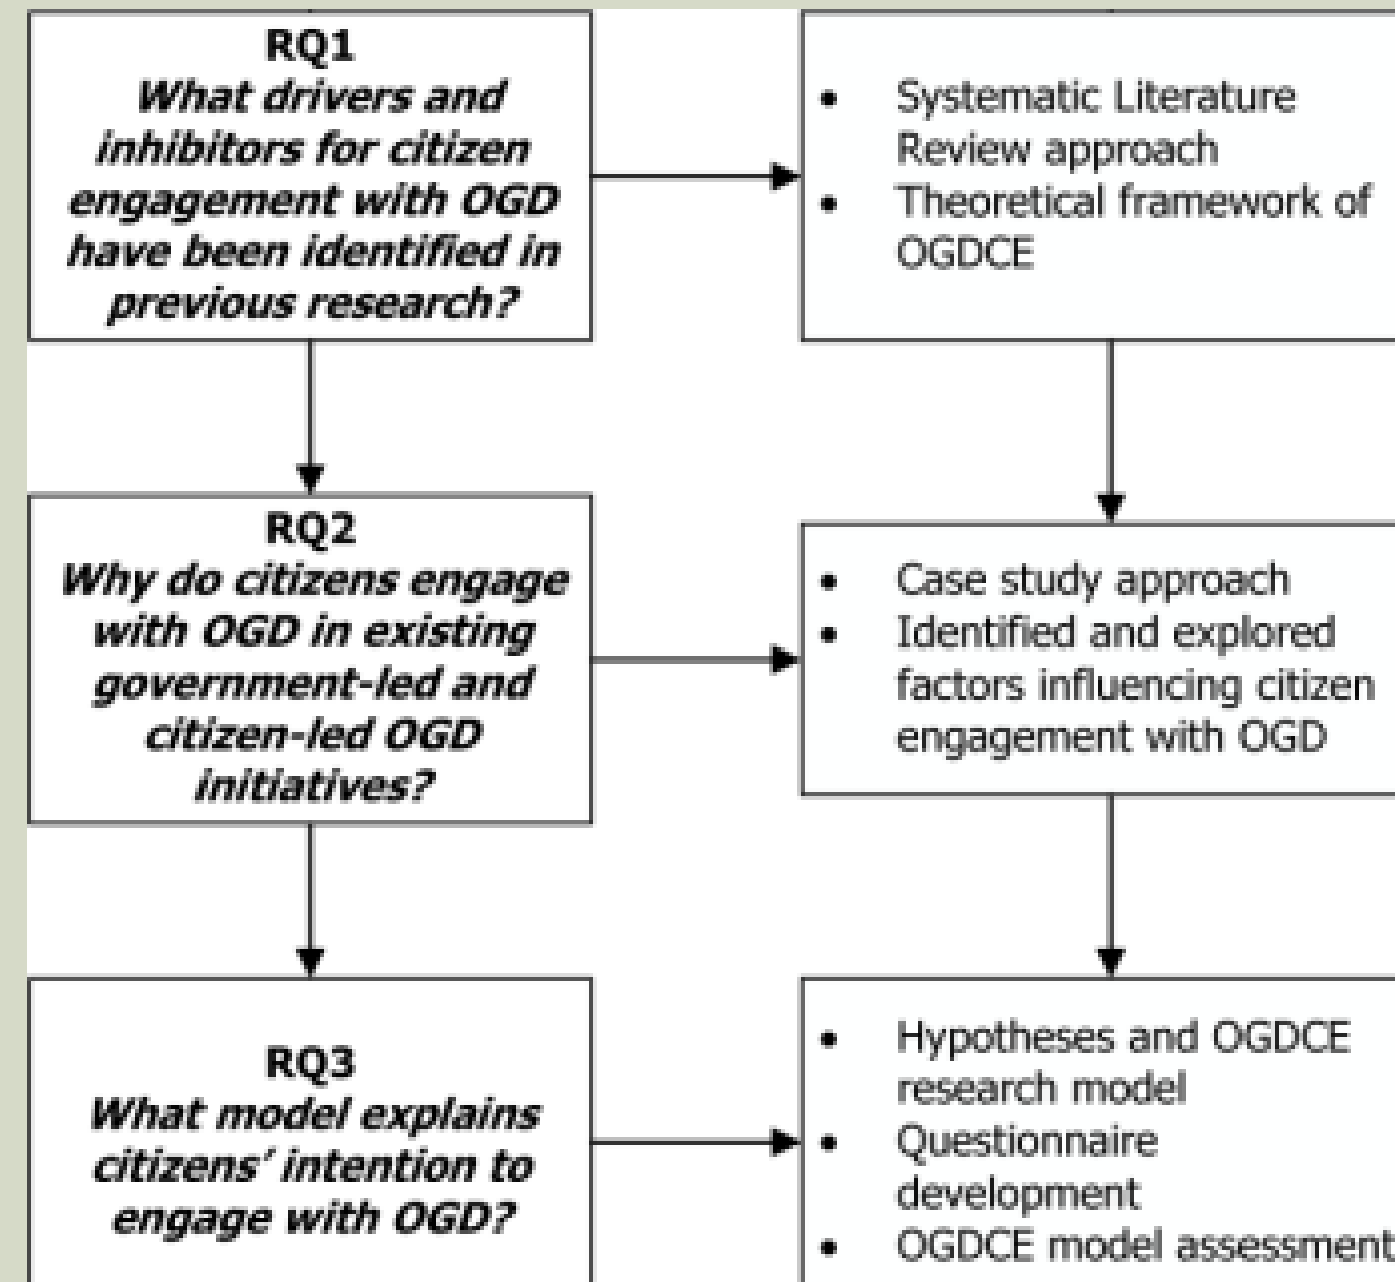 RQ1
What drivers and
inhibitors for citizen
engagement with OGD
have been identified in
previous research?
• Systematic Literature
Review approach
• Theoretical framework of
OGDCE
RQ2
Why do citizens engage
with OGD in existing
government-led and
citizen-led OGD
initiatives?
• Case study approach
• Identified and explored
factors influencing citizen
engagement with OGD
RQ3
What model explains
citizens’ intention to
engage with OGD?
• Hypotheses and OGDCE
research model
• Questionnaire
development
• OGDCE model assessment